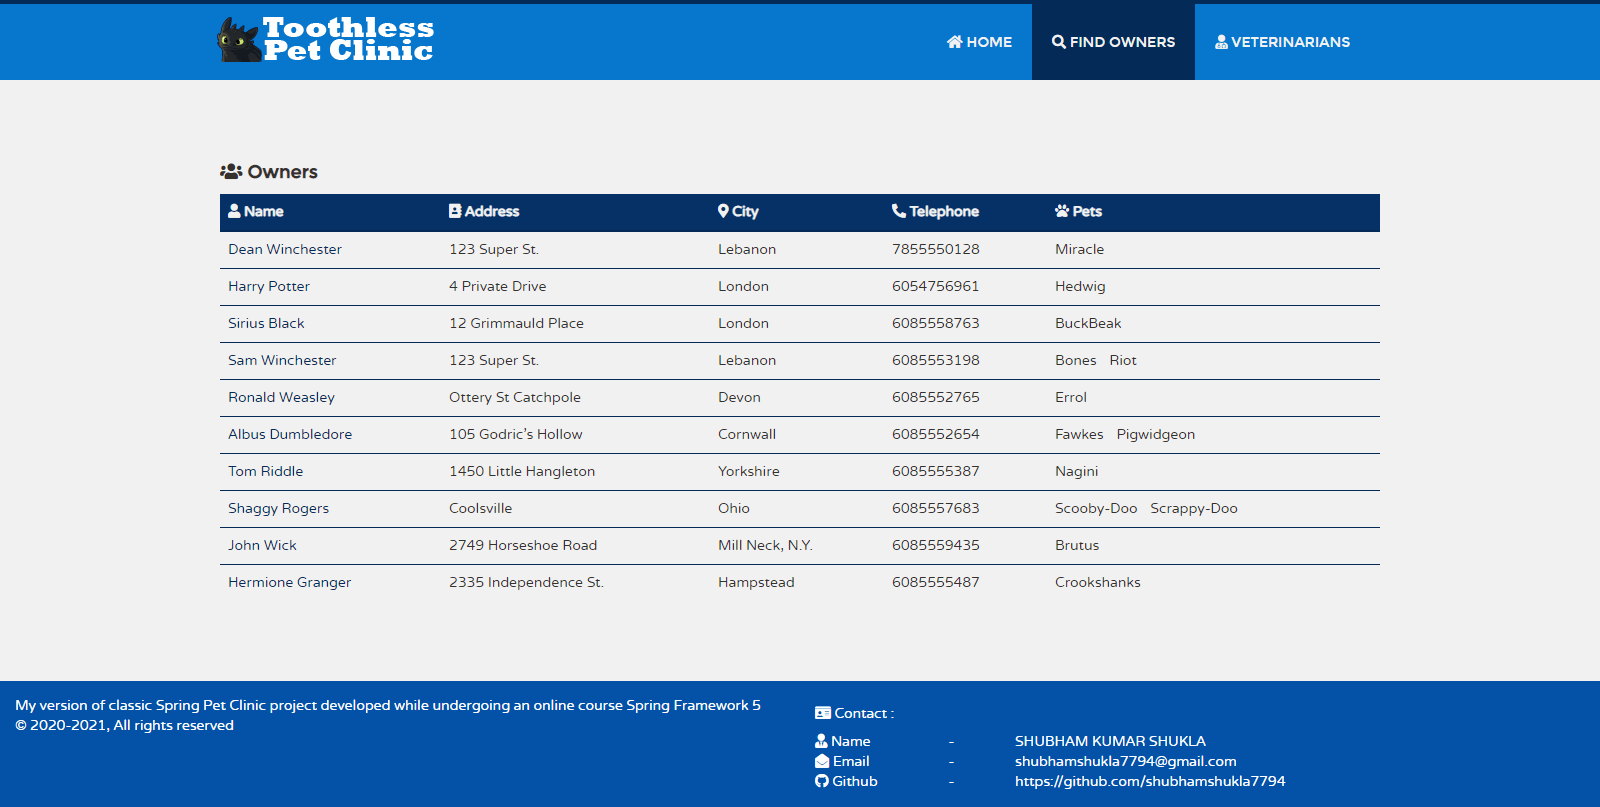 Toothless
Pet Clinic
HOME FIND OWNERS VETERINARIANS
Owners
Name Address City Telephone Pets
Dean Winchester 123 Super St. Lebanon 7855550128 Miracle
Harry Potter 4 Private Drive London 6054756961 Hedwig
Sirius Black 12 Grimmauld Place London 6085558763 BuckBeak
Sam Winchester 123 Super St. Lebanon 6085553198 Bones Riot
Ronald Weasley Ottery St Catchpole Devon 6085552765 Errol
Albus Dumbledore 105 Godric's Hollow Cornwall 6085552654 Fawkes Pigwidgeon
Tom Riddle 1450 Little Hangleton Yorkshire 6085555387 Nagini
Shaggy Rogers Coolsville Ohio 6085557683 Scooby-Doo Scrappy-Doo
John Wick 2749 Horseshoe Road Mill Neck, N.Y. 6085559435 Brutus
Hermione Granger 2335 Independence St. Hampstead 6085555487 Crookshanks
My version of classic Spring Pet Clinic project developed while undergoing an online course Spring Framework 5
© 2020-2021, All rights reserved
Contact :
Name - SHUBHAM KUMAR SHUKLA
Email - shubhamshukla7794@gmail.com
Github - https://github.com/shubhamshukla7794